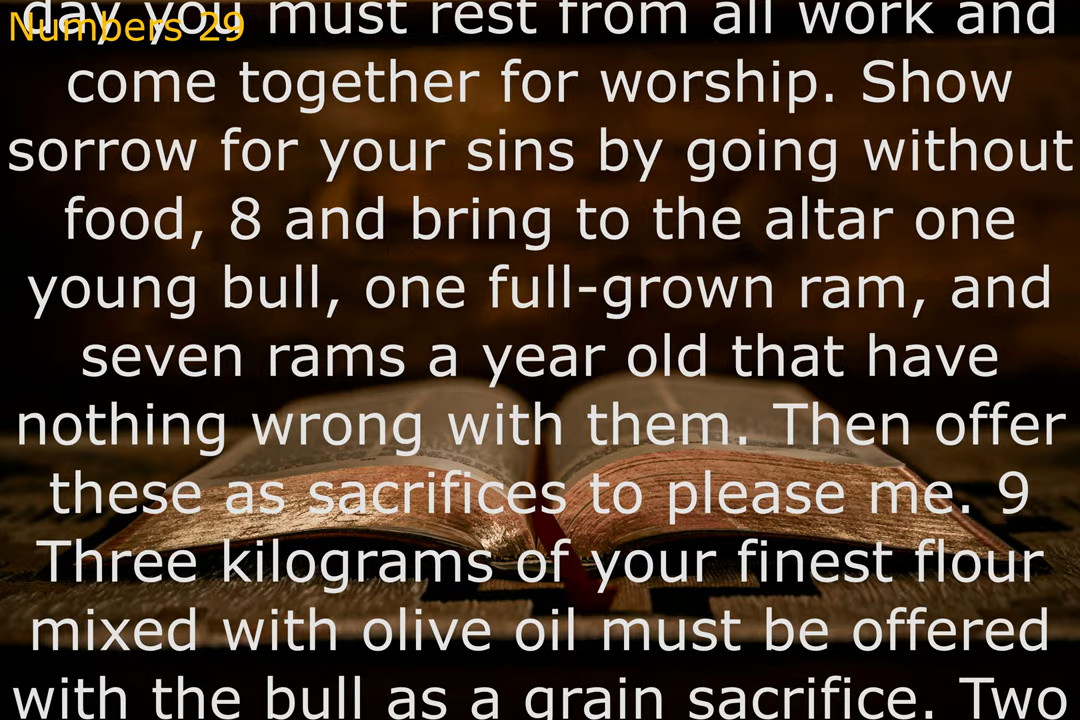 day you must rest from all work and
Numbers 29
come together for worship. Show
sorrow for your sins by going without
food, 8 and bring to the altar one
young bull, one full-grown ram, and
seven rams a year old that have
nothing wrong with them. Then offer
these as sacrifices to please me. 9
Three kilograms of your finest flour
mixed with olive oil must be offered
with the bull as a grain sacrifice. Two